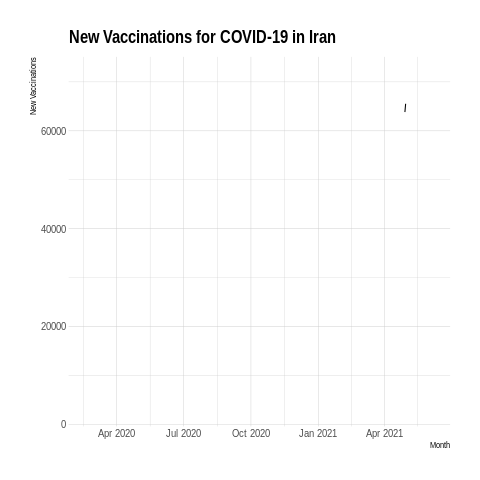 New Vaccinations for COVID-19 in Iran
New Vaccinations
60000
40000
20000
0
Apr 2020 Jul 2020 Oct 2020 Jan 2021 Apr 2021
Month